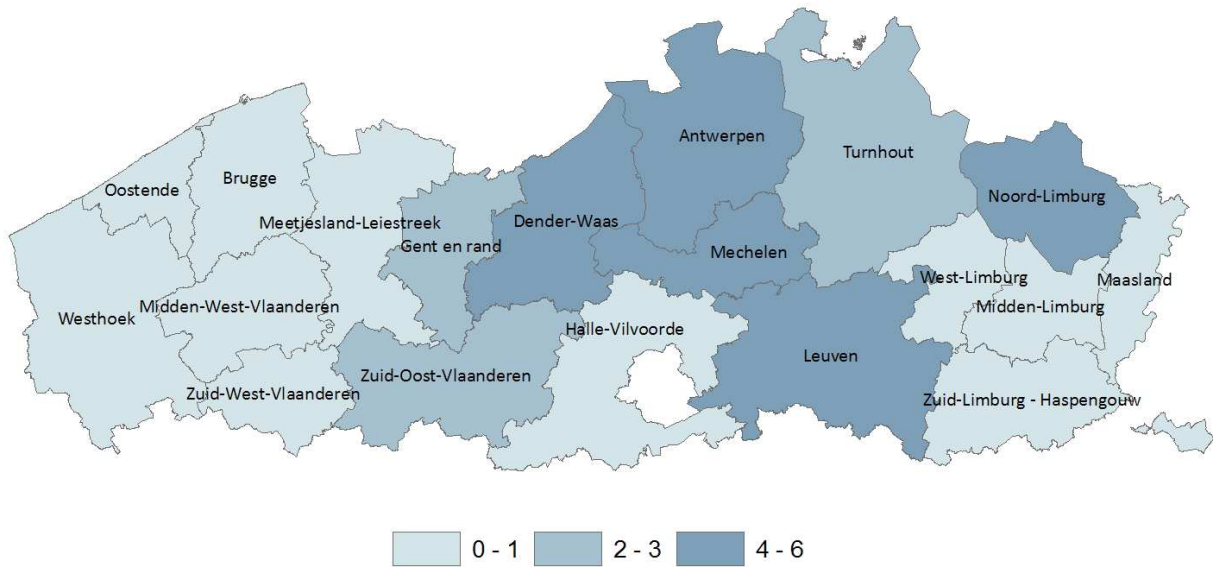 Antwerpen
Turnhout
Brugge
Oostende
Noord-Limburg
Meetjesland-Leiestreek
Dender-Waas
Gent en rand
Mechelen
West-Limburg
Maasland
Midden-West-Vlaanderen
Midden-Limburg
Westhoek
Halle-Vilvoorde
Leuven
Zuid-Oost-Vlaanderen
Zuid-West-Vlaanderen
Zuid-Limburg - Haspengouw
0 - 1
2 - 3
4 - 6